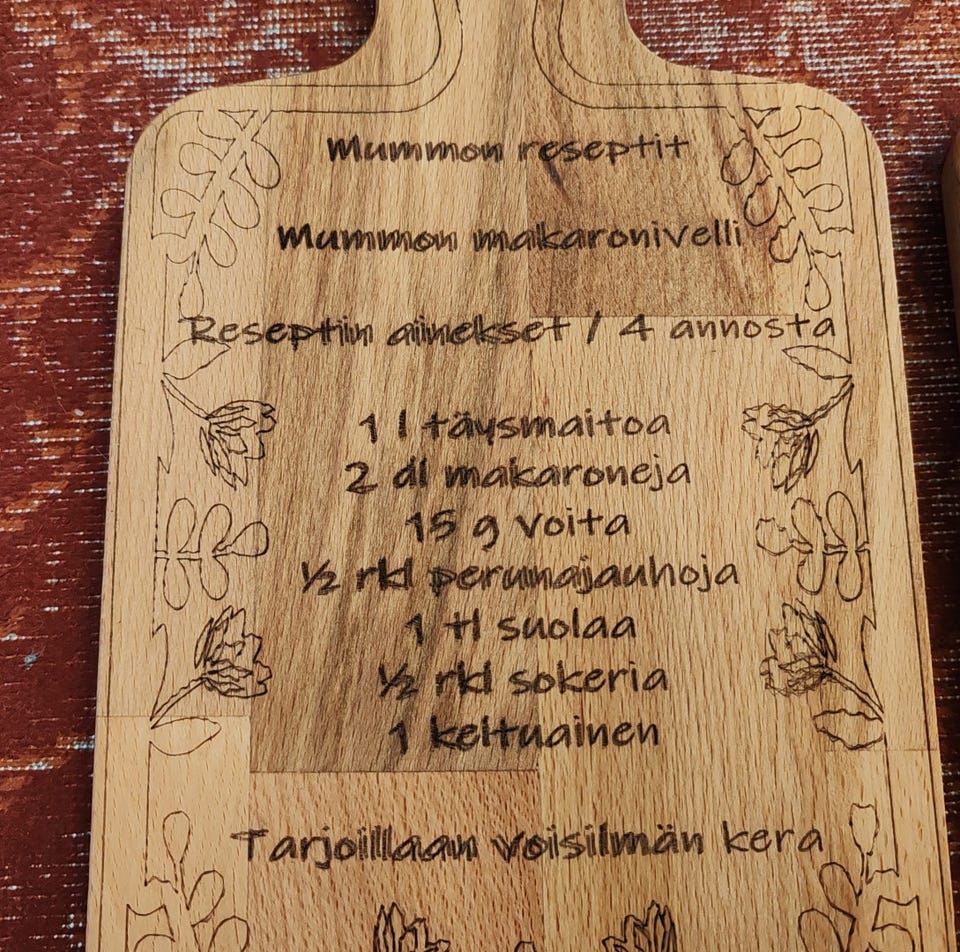 Mummon reseptit
Mummon makaronivelli
Reseptin ainekset / 4 annosta
1 l täysmaitoa
2 dl makaroneja
15 g voita
½ rkl perunajauhoja
1 tl suolaa
½ rkl sokeria
1 keltuainen
Tarjoillaan voisilmän kera